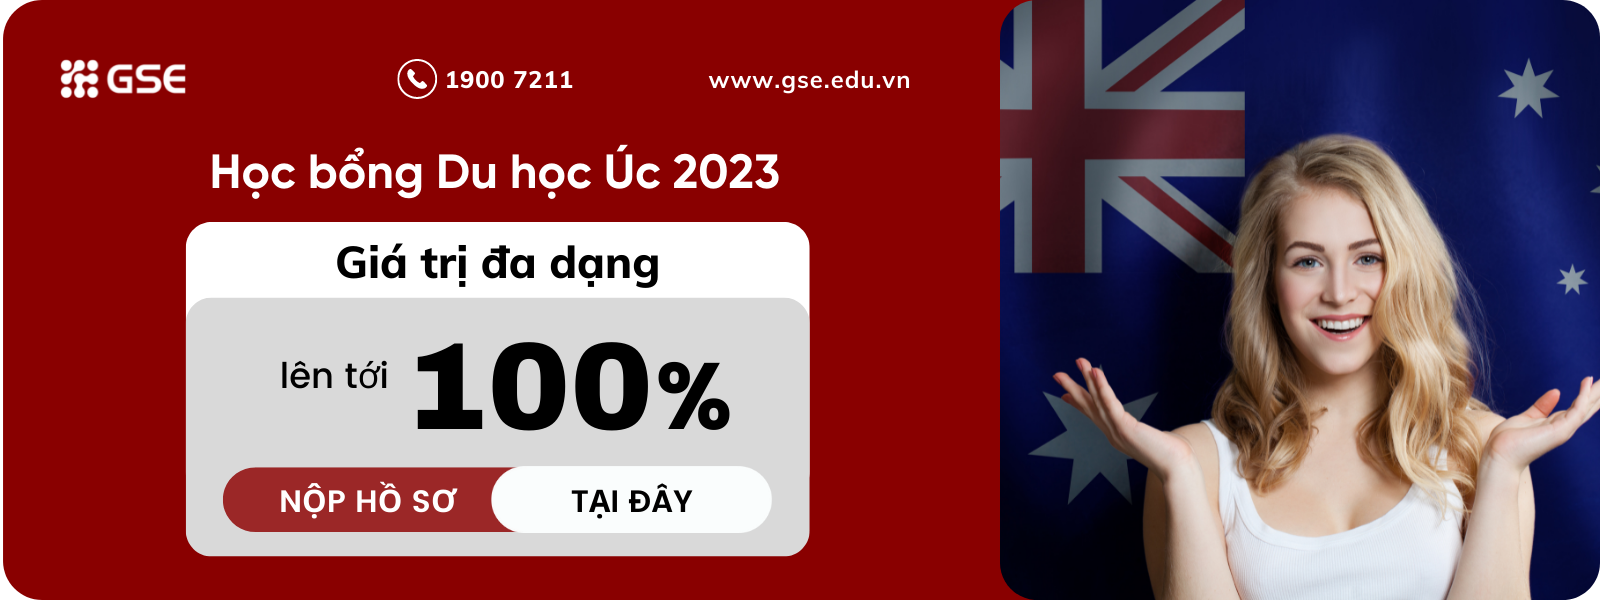 GSE
1900 7211
www.gse.edu.vn
Học bổng Du học Úc 2023
Giá trị đa dạng
lên tới 100%
NỘP HỒ SƠ TẠI ĐÂY